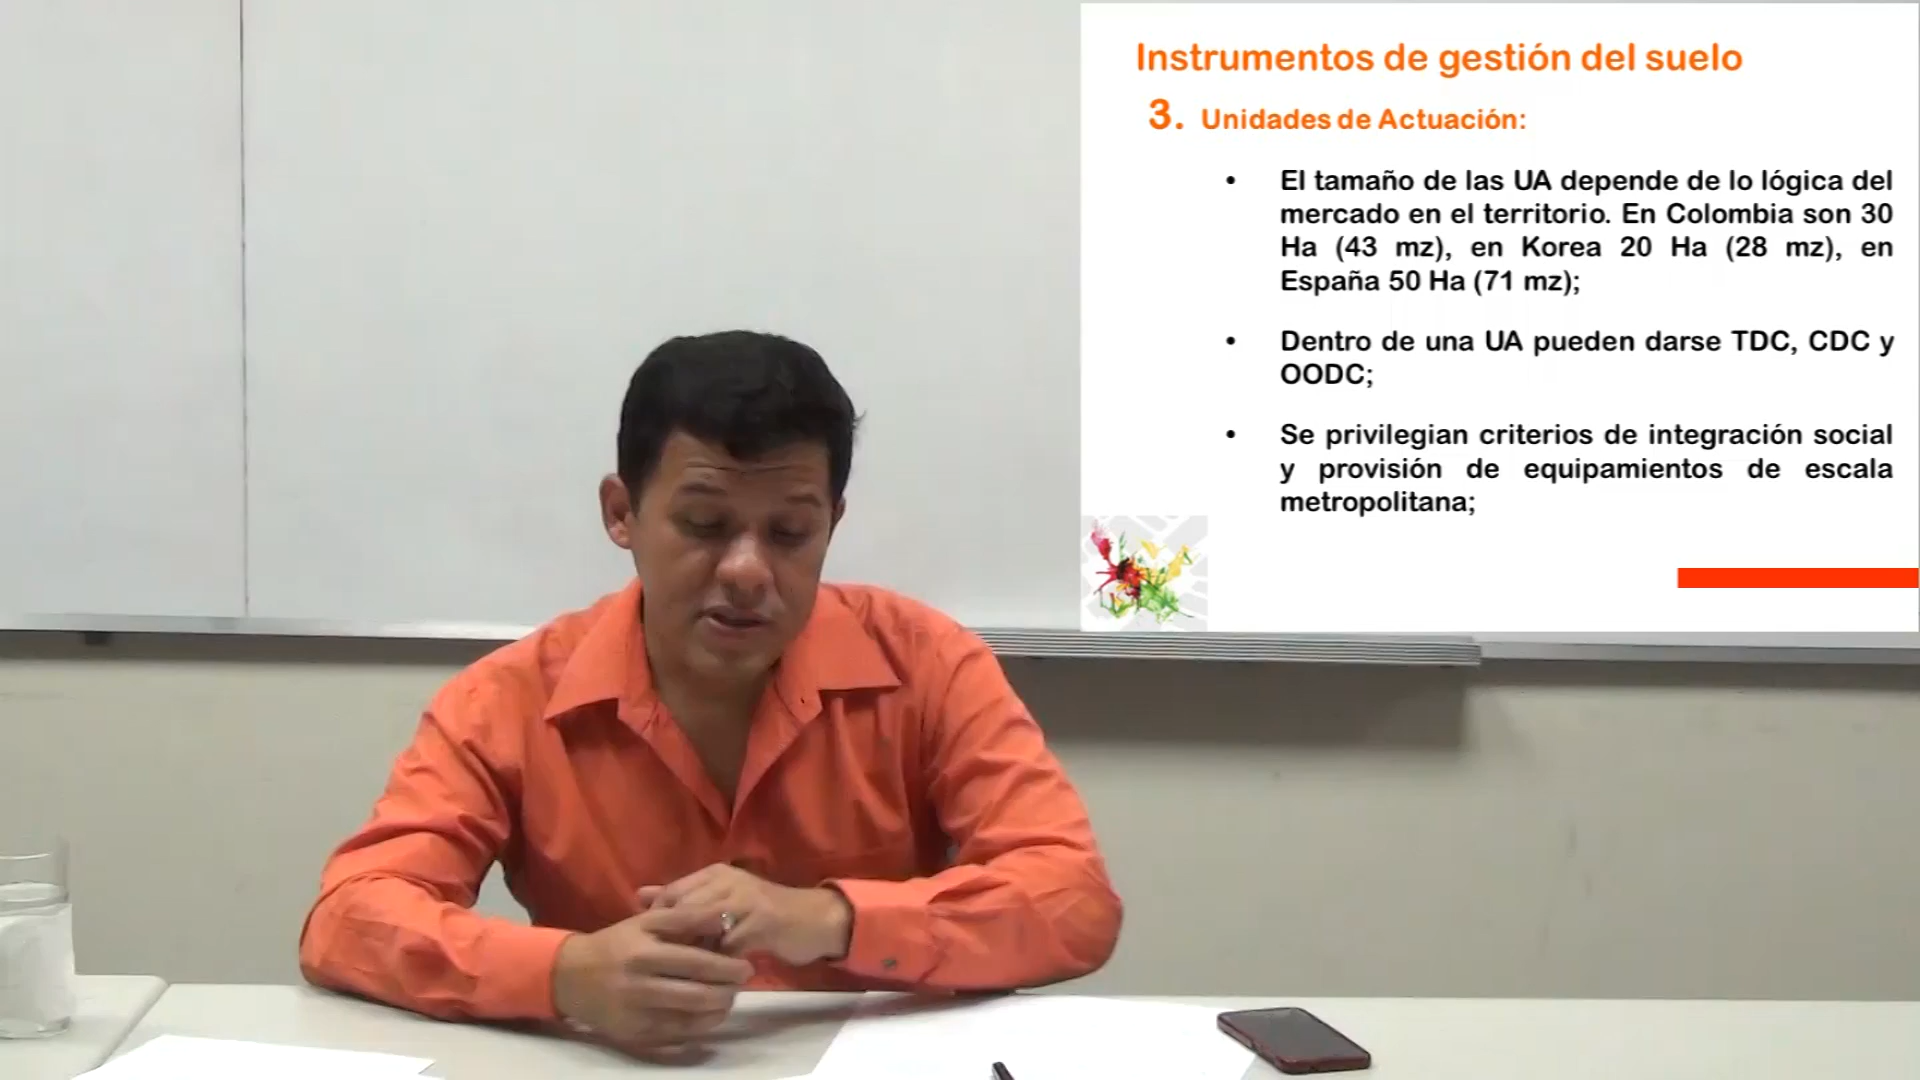 Instrumentos de gestión del suelo
3. Unidades de Actuación:
• El tamaño de las UA depende de lo lógica del
mercado en el territorio. En Colombia son 30
Ha (43 mz), en Korea 20 Ha (28 mz), en
España 50 Ha (71 mz);
• Dentro de una UA pueden darse TDC, CDC y
OODC;
• Se privilegian criterios de integración social
y provisión de equipamientos de escala
metropolitana;